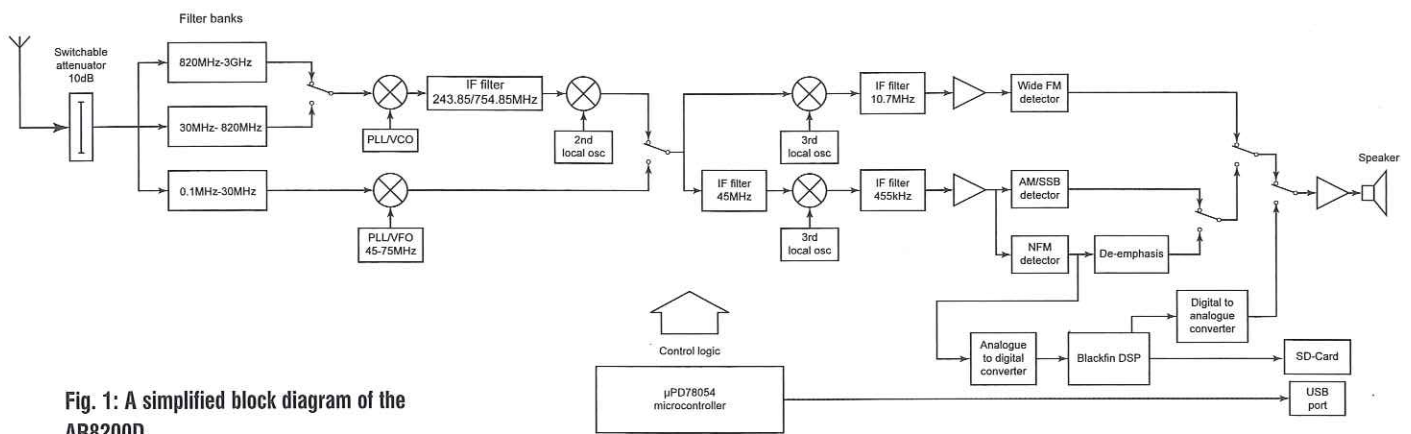 Filter banks
Switchable
attenuator
10dB
820MHz-3GHz
30MHz- 820MHz
0.1MHz-30MHz
PLL/VCO
PLL/VFO
45-75MHz
IF filter
243.85/754.85MHz
2nd
local osc
3rd
local osc
IF filter
10.7MHz
Wide FM
detector
IF filter
45MHz
3rd
local osc
IF filter
455kHz
AM/SSB
detector
NFM
detector
De-emphasis
Speaker
Analogue
to digital
converter
Blackfin DSP
Digital to
analogue
converter
SD-Card
USB
port
Control logic
µPD78054
microcontroller
Fig. 1: A simplified block diagram of the
AR8200D